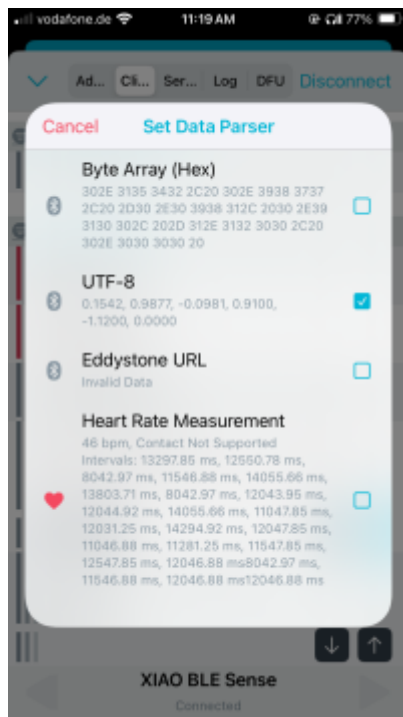 vodafone.de 11:19 AM 77%
Ad... Cli... Ser... Log DFU Disconnect
Cancel Set Data Parser
Byte Array (Hex)
302E 3135 3432 2C20 302E 3938 3737
2C20 2D30 2E30 3938 312C 2030 2E39
3130 302C 202D 312E 3132 3030 2C20
302E 3030 3030 20
UTF-8
0.1542, 0.9877, -0.0981, 0.9100,
-1.1200, 0.0000
Eddystone URL
Invalid Data
Heart Rate Measurement
46 bpm, Contact Not Supported
Intervals: 13297.85 ms, 12550.78 ms,
8042.97 ms, 11546.88 ms, 14055.66 ms,
13803.71 ms, 8042.97 ms, 12043.95 ms,
12044.92 ms, 14055.66 ms, 11047.85 ms,
12031.25 ms, 14294.92 ms, 12047.85 ms,
11046.88 ms, 11281.25 ms, 11547.85 ms,
12547.85 ms, 12046.88 ms8042.97 ms,
11546.88 ms, 12046.88 ms12046.88 ms
XIAO BLE Sense
Connected